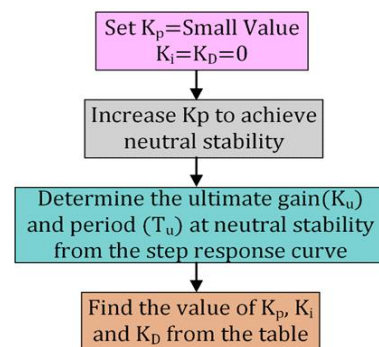 Set Kₚ=Small Value
Kᵢ=K_D=0
Increase Kp to achieve
neutral stability
Determine the ultimate gain(Kᵤ)
and period (Tᵤ) at neutral stability
from the step response curve
Find the value of Kₚ, Kᵢ
and K_D from the table